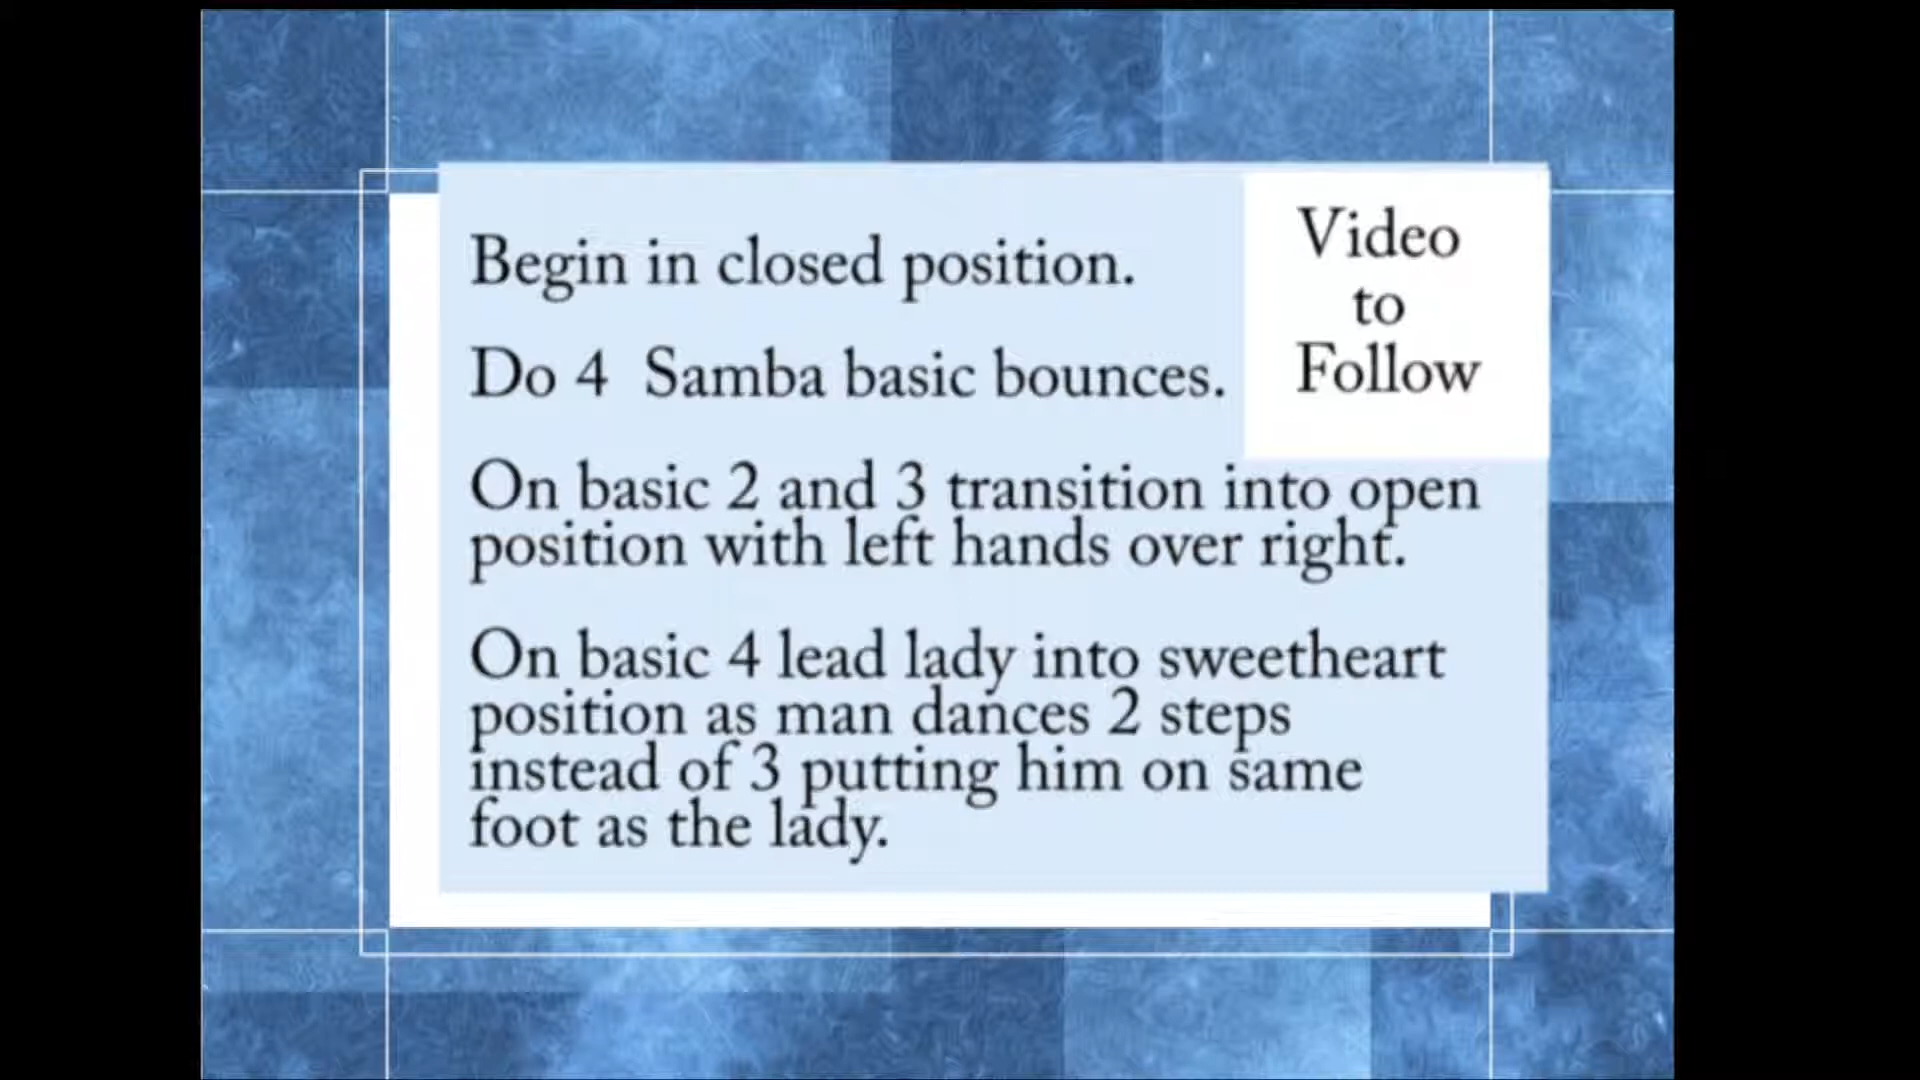 Begin in closed position.
Do 4 Samba basic bounces.
On basic 2 and 3 transition into open
position with left hands over right.
On basic 4 lead lady into sweetheart
position as man dances 2 steps
instead of 3 putting him on same
foot as the lady.
Video
to
Follow